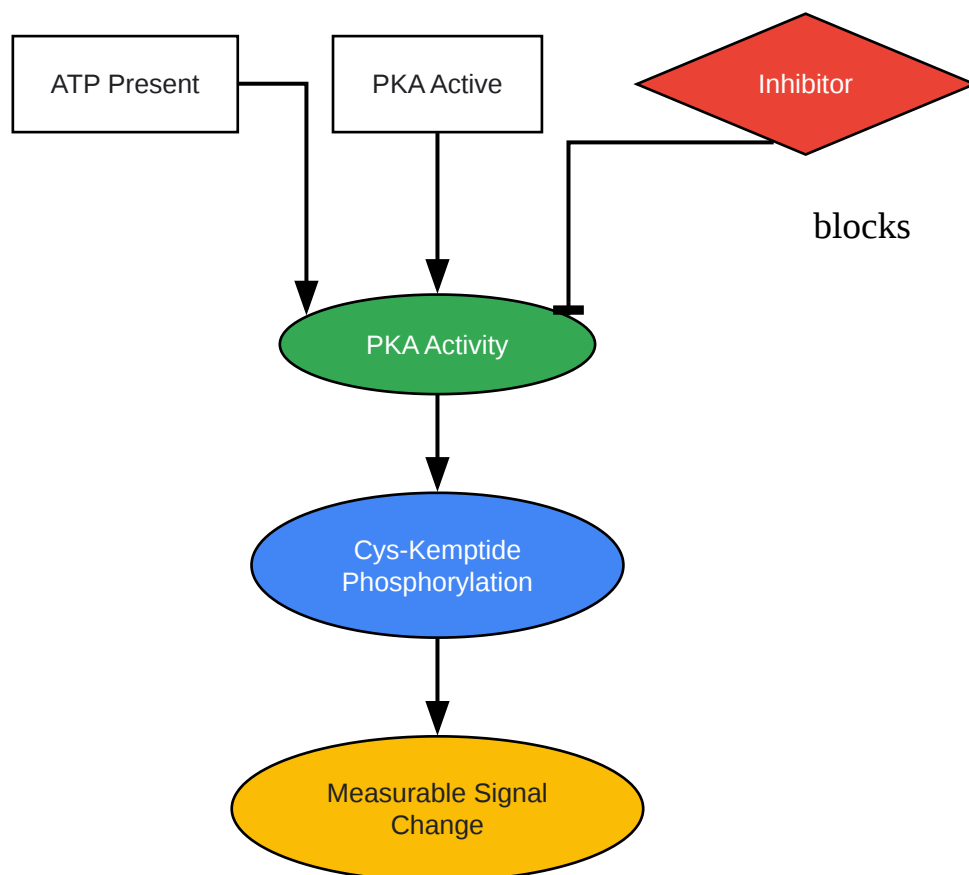 ATP Present
PKA Active
Inhibitor
blocks
PKA Activity
Cys-Kemptide
Phosphorylation
Measurable Signal
Change